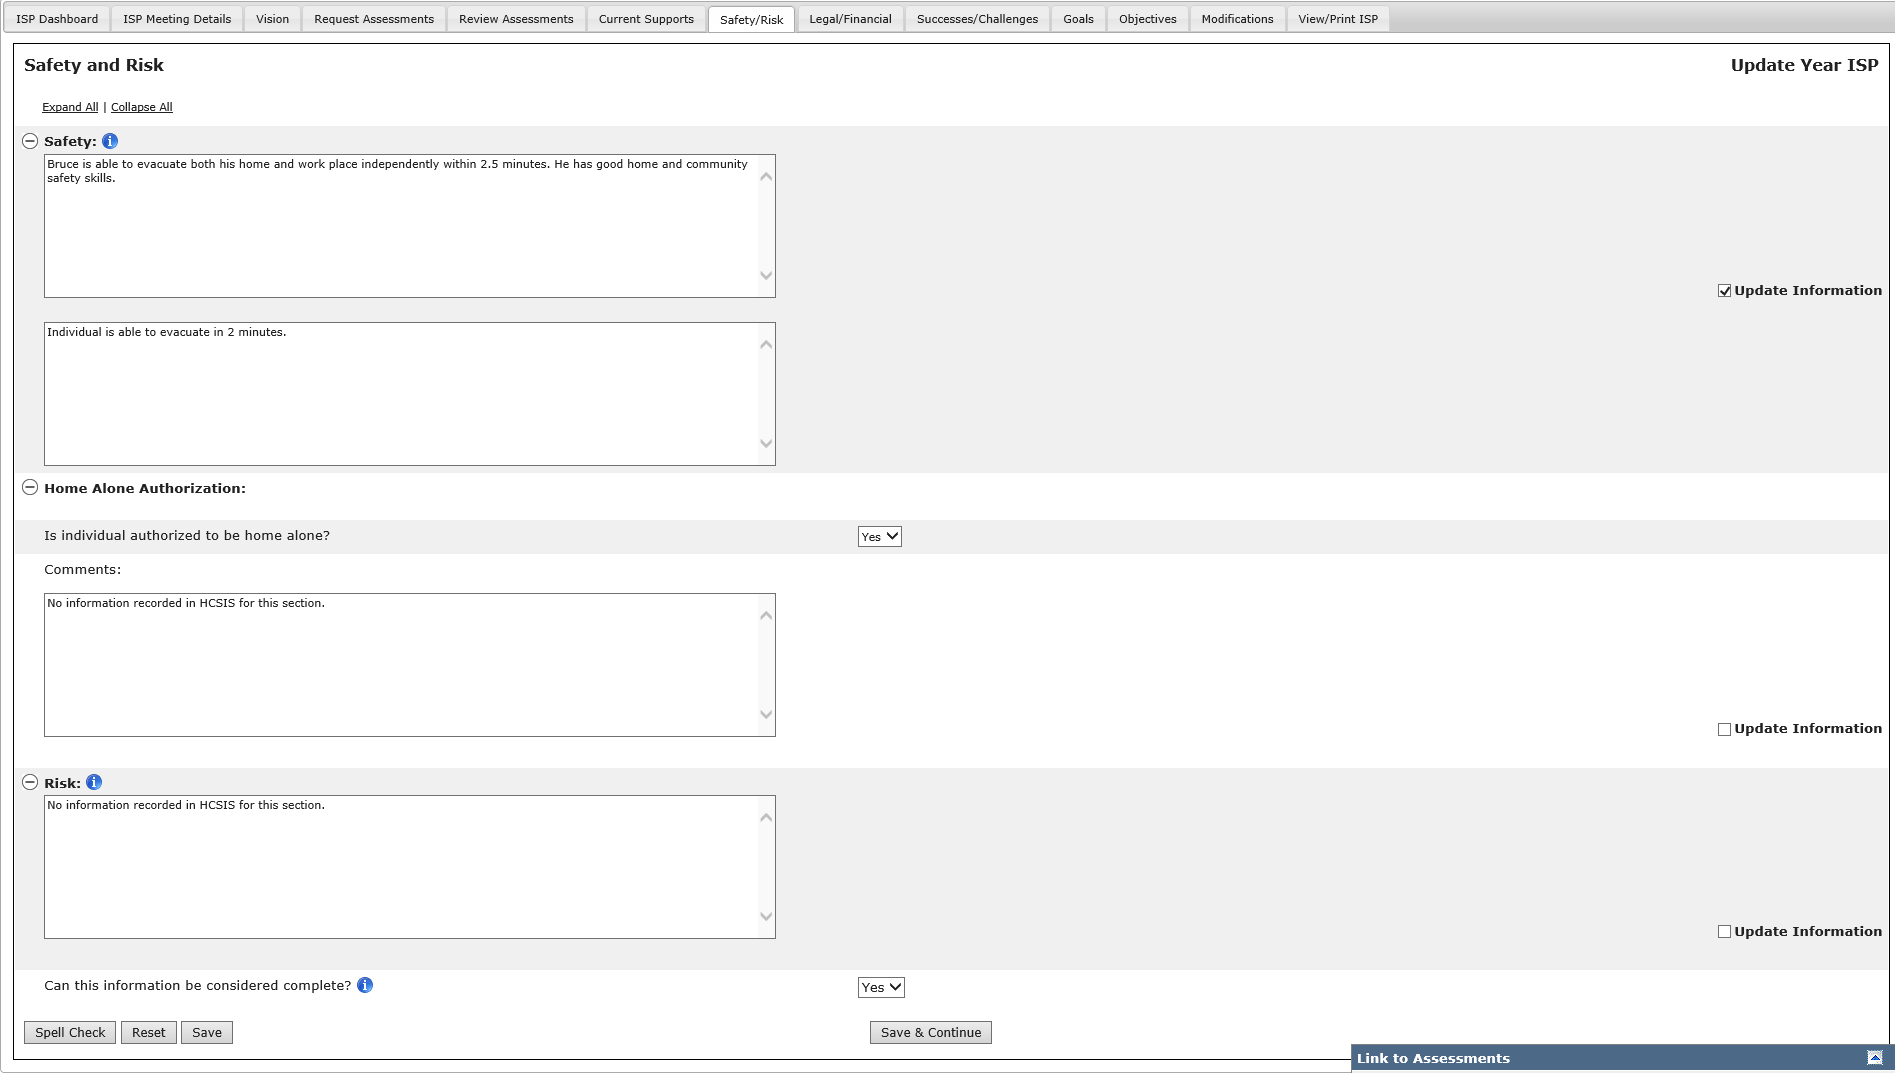 ISP Dashboard ISP Meeting Details Vision Request Assessments Review Assessments Current Supports Safety/Risk Legal/Financial Successes/Challenges Goals Objectives Modifications View/Print ISP
Safety and Risk Update Year ISP
Expand All | Collapse All
Safety:
Bruce is able to evacuate both his home and work place independently within 2.5 minutes. He has good home and community
safety skills.
Update Information
Individual is able to evacuate in 2 minutes.
Home Alone Authorization:
Is individual authorized to be home alone? Yes
Comments:
No information recorded in HCSIS for this section.
Update Information
Risk:
No information recorded in HCSIS for this section.
Update Information
Can this information be considered complete? Yes
Spell Check Reset Save Save & Continue
Link to Assessments